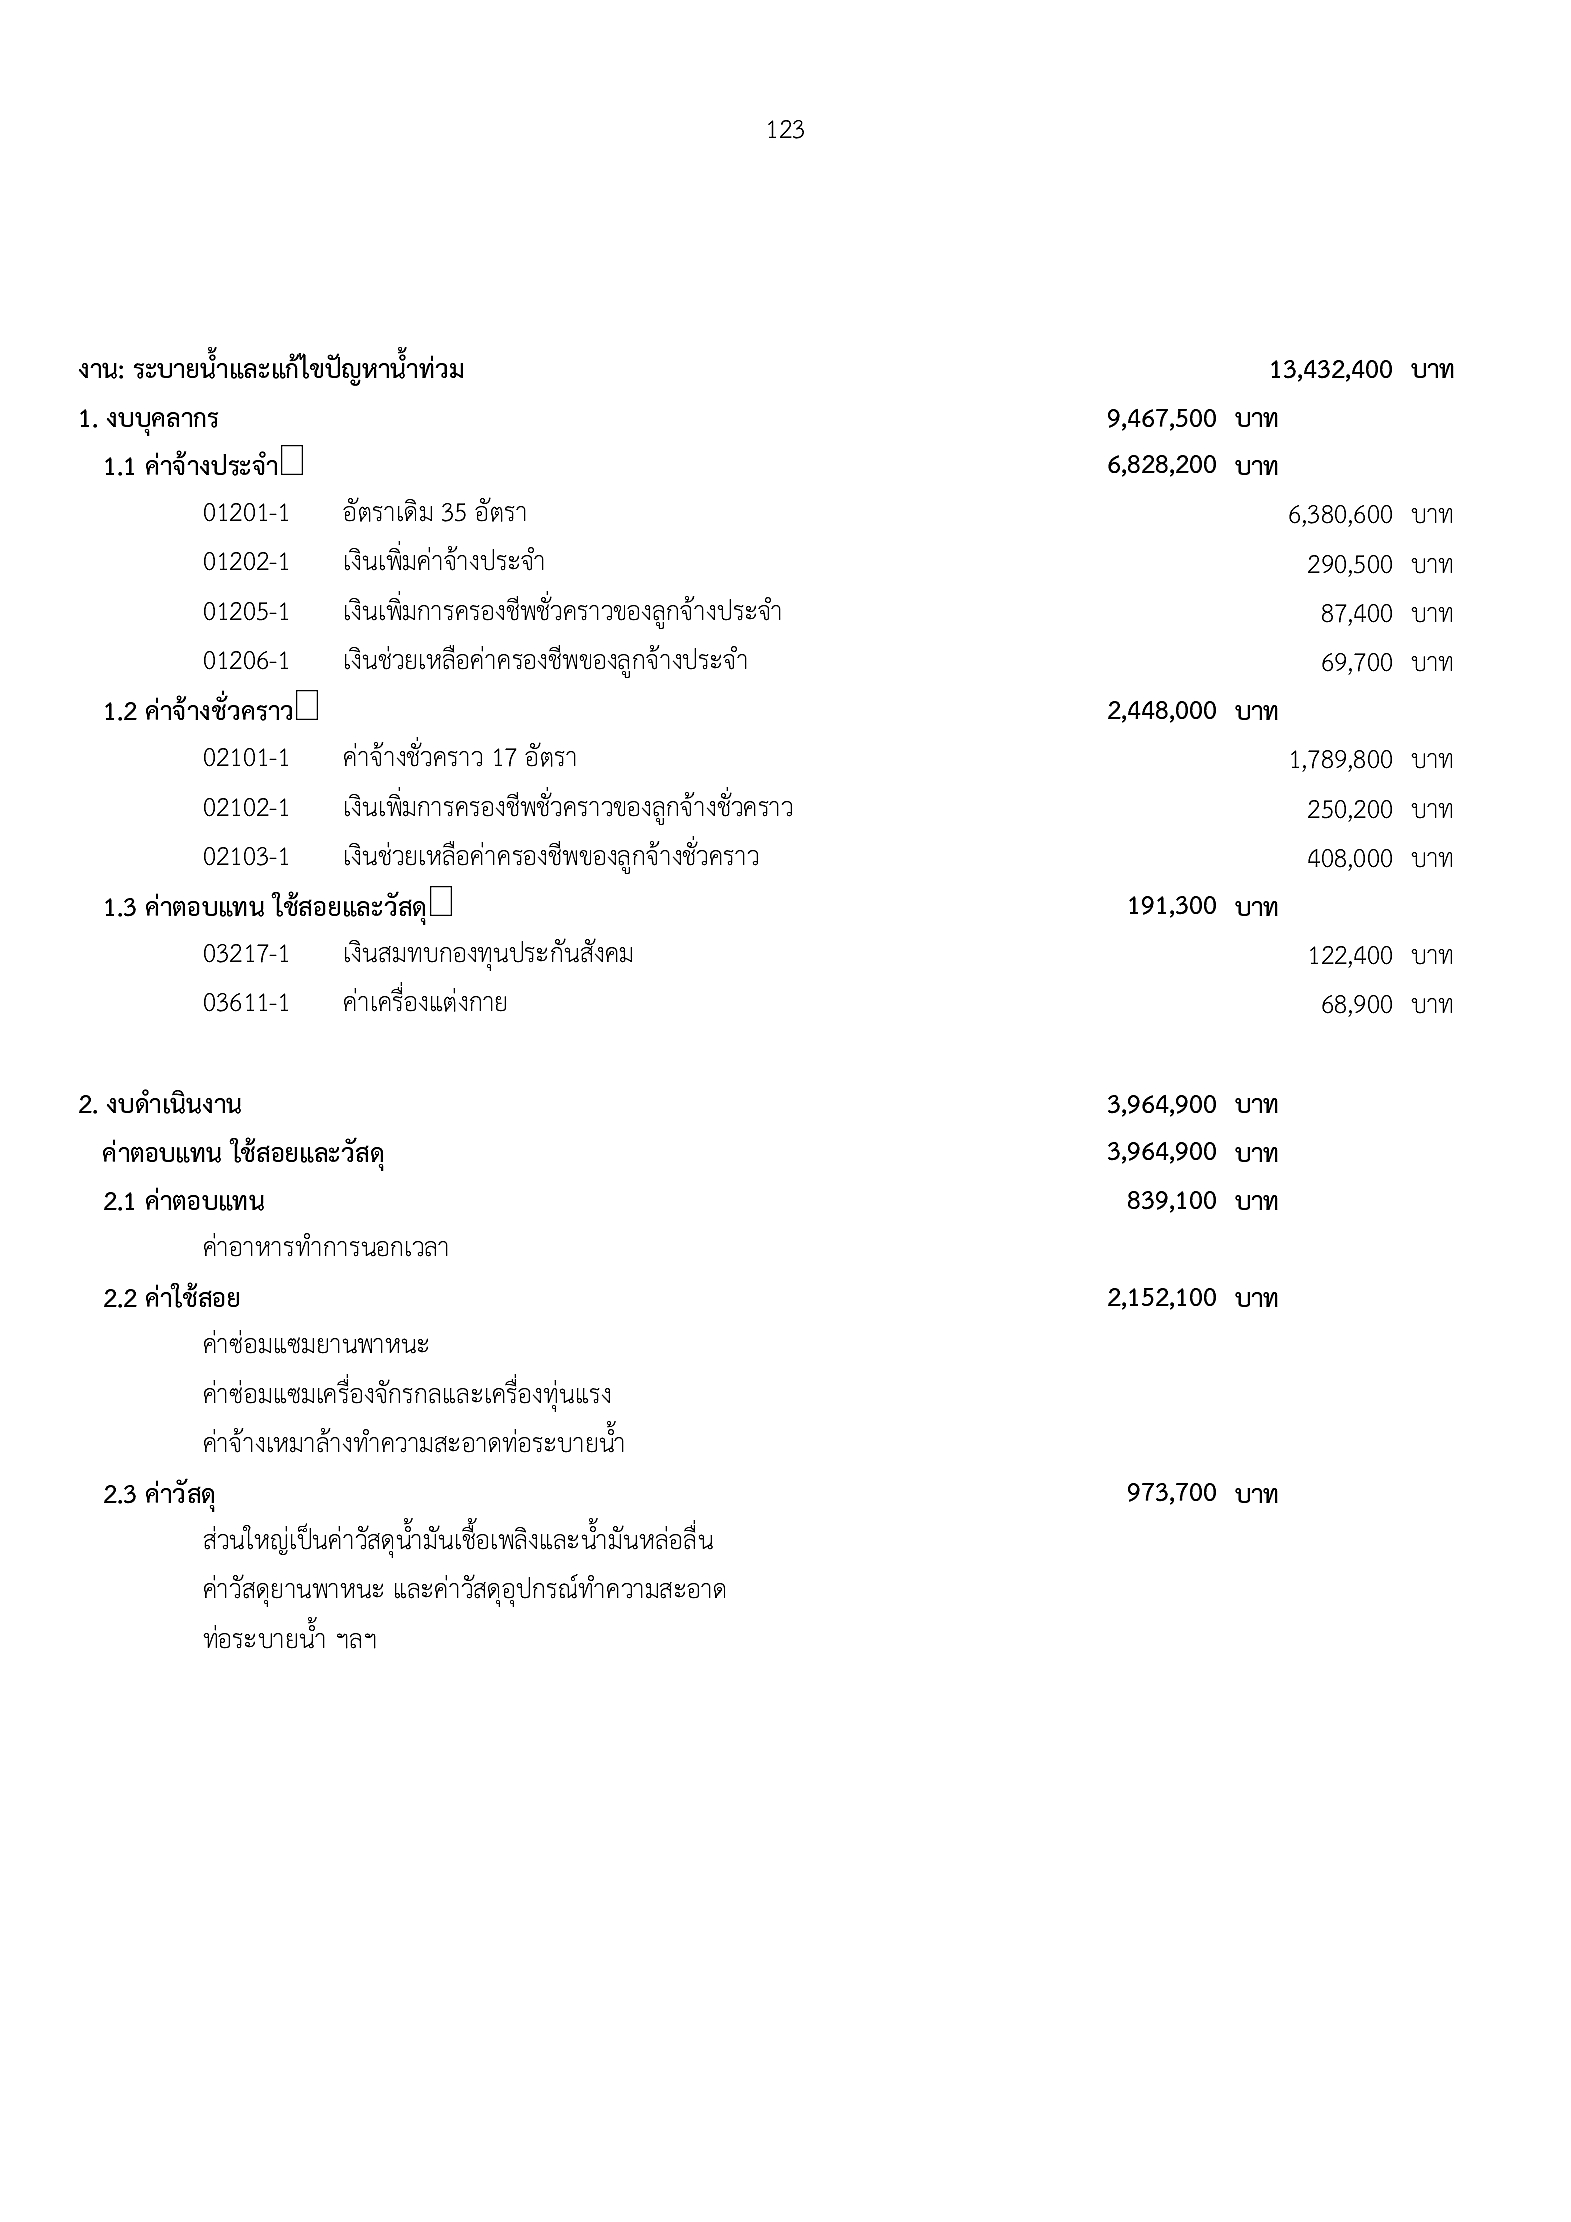 123
งาน: ระบายน้ำและแก้ไขปัญหาน้ำท่วม 13,432,400 บาท
1. งบบุคลากร 9,467,500 บาท
1.1 ค่าจ้างประจำ 6,828,200 บาท
01201-1 อัตราเดิม 35 อัตรา 6,380,600 บาท
01202-1 เงินเพิ่มค่าจ้างประจำ 290,500 บาท
01205-1 เงินเพิ่มการครองชีพชั่วคราวของลูกจ้างประจำ 87,400 บาท
01206-1 เงินช่วยเหลือค่าครองชีพของลูกจ้างประจำ 69,700 บาท
1.2 ค่าจ้างชั่วคราว 2,448,000 บาท
02101-1 ค่าจ้างชั่วคราว 17 อัตรา 1,789,800 บาท
02102-1 เงินเพิ่มการครองชีพชั่วคราวของลูกจ้างชั่วคราว 250,200 บาท
02103-1 เงินช่วยเหลือค่าครองชีพของลูกจ้างชั่วคราว 408,000 บาท
1.3 ค่าตอบแทน ใช้สอยและวัสดุ 191,300 บาท
03217-1 เงินสมทบกองทุนประกันสังคม 122,400 บาท
03611-1 ค่าเครื่องแต่งกาย 68,900 บาท
2. งบดำเนินงาน 3,964,900 บาท
ค่าตอบแทน ใช้สอยและวัสดุ 3,964,900 บาท
2.1 ค่าตอบแทน 839,100 บาท
ค่าอาหารทำการนอกเวลา
2.2 ค่าใช้สอย 2,152,100 บาท
ค่าซ่อมแซมยานพาหนะ
ค่าซ่อมแซมเครื่องจักรกลและเครื่องทุ่นแรง
ค่าจ้างเหมาล้างทำความสะอาดท่อระบายน้ำ
2.3 ค่าวัสดุ 973,700 บาท
ส่วนใหญ่เป็นค่าวัสดุน้ำมันเชื้อเพลิงและน้ำมันหล่อลื่น
ค่าวัสดุยานพาหนะ และค่าวัสดุอุปกรณ์ทำความสะอาด
ท่อระบายน้ำ ฯลฯ